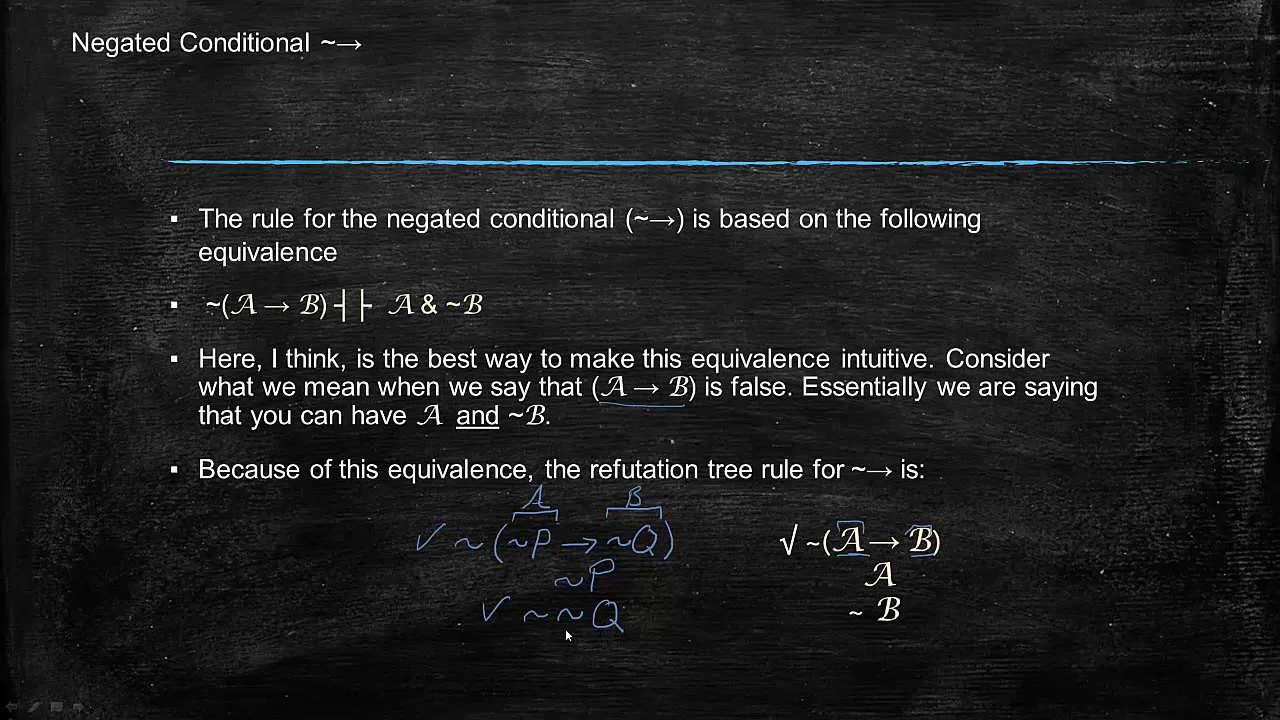 Negated Conditional ~→
▪ The rule for the negated conditional (~→) is based on the following
equivalence
▪ ~(𝒜 → ℬ) ┤├ 𝒜 & ~ℬ
▪ Here, I think, is the best way to make this equivalence intuitive. Consider
what we mean when we say that (𝒜 → ℬ) is false. Essentially we are saying
that you can have 𝒜 and ~ℬ.
▪ Because of this equivalence, the refutation tree rule for ~→ is:
A B
✓ ~(~P → ~Q)
~P
✓ ~~Q
√ ~(𝒜 → ℬ)
𝒜
~ ℬ